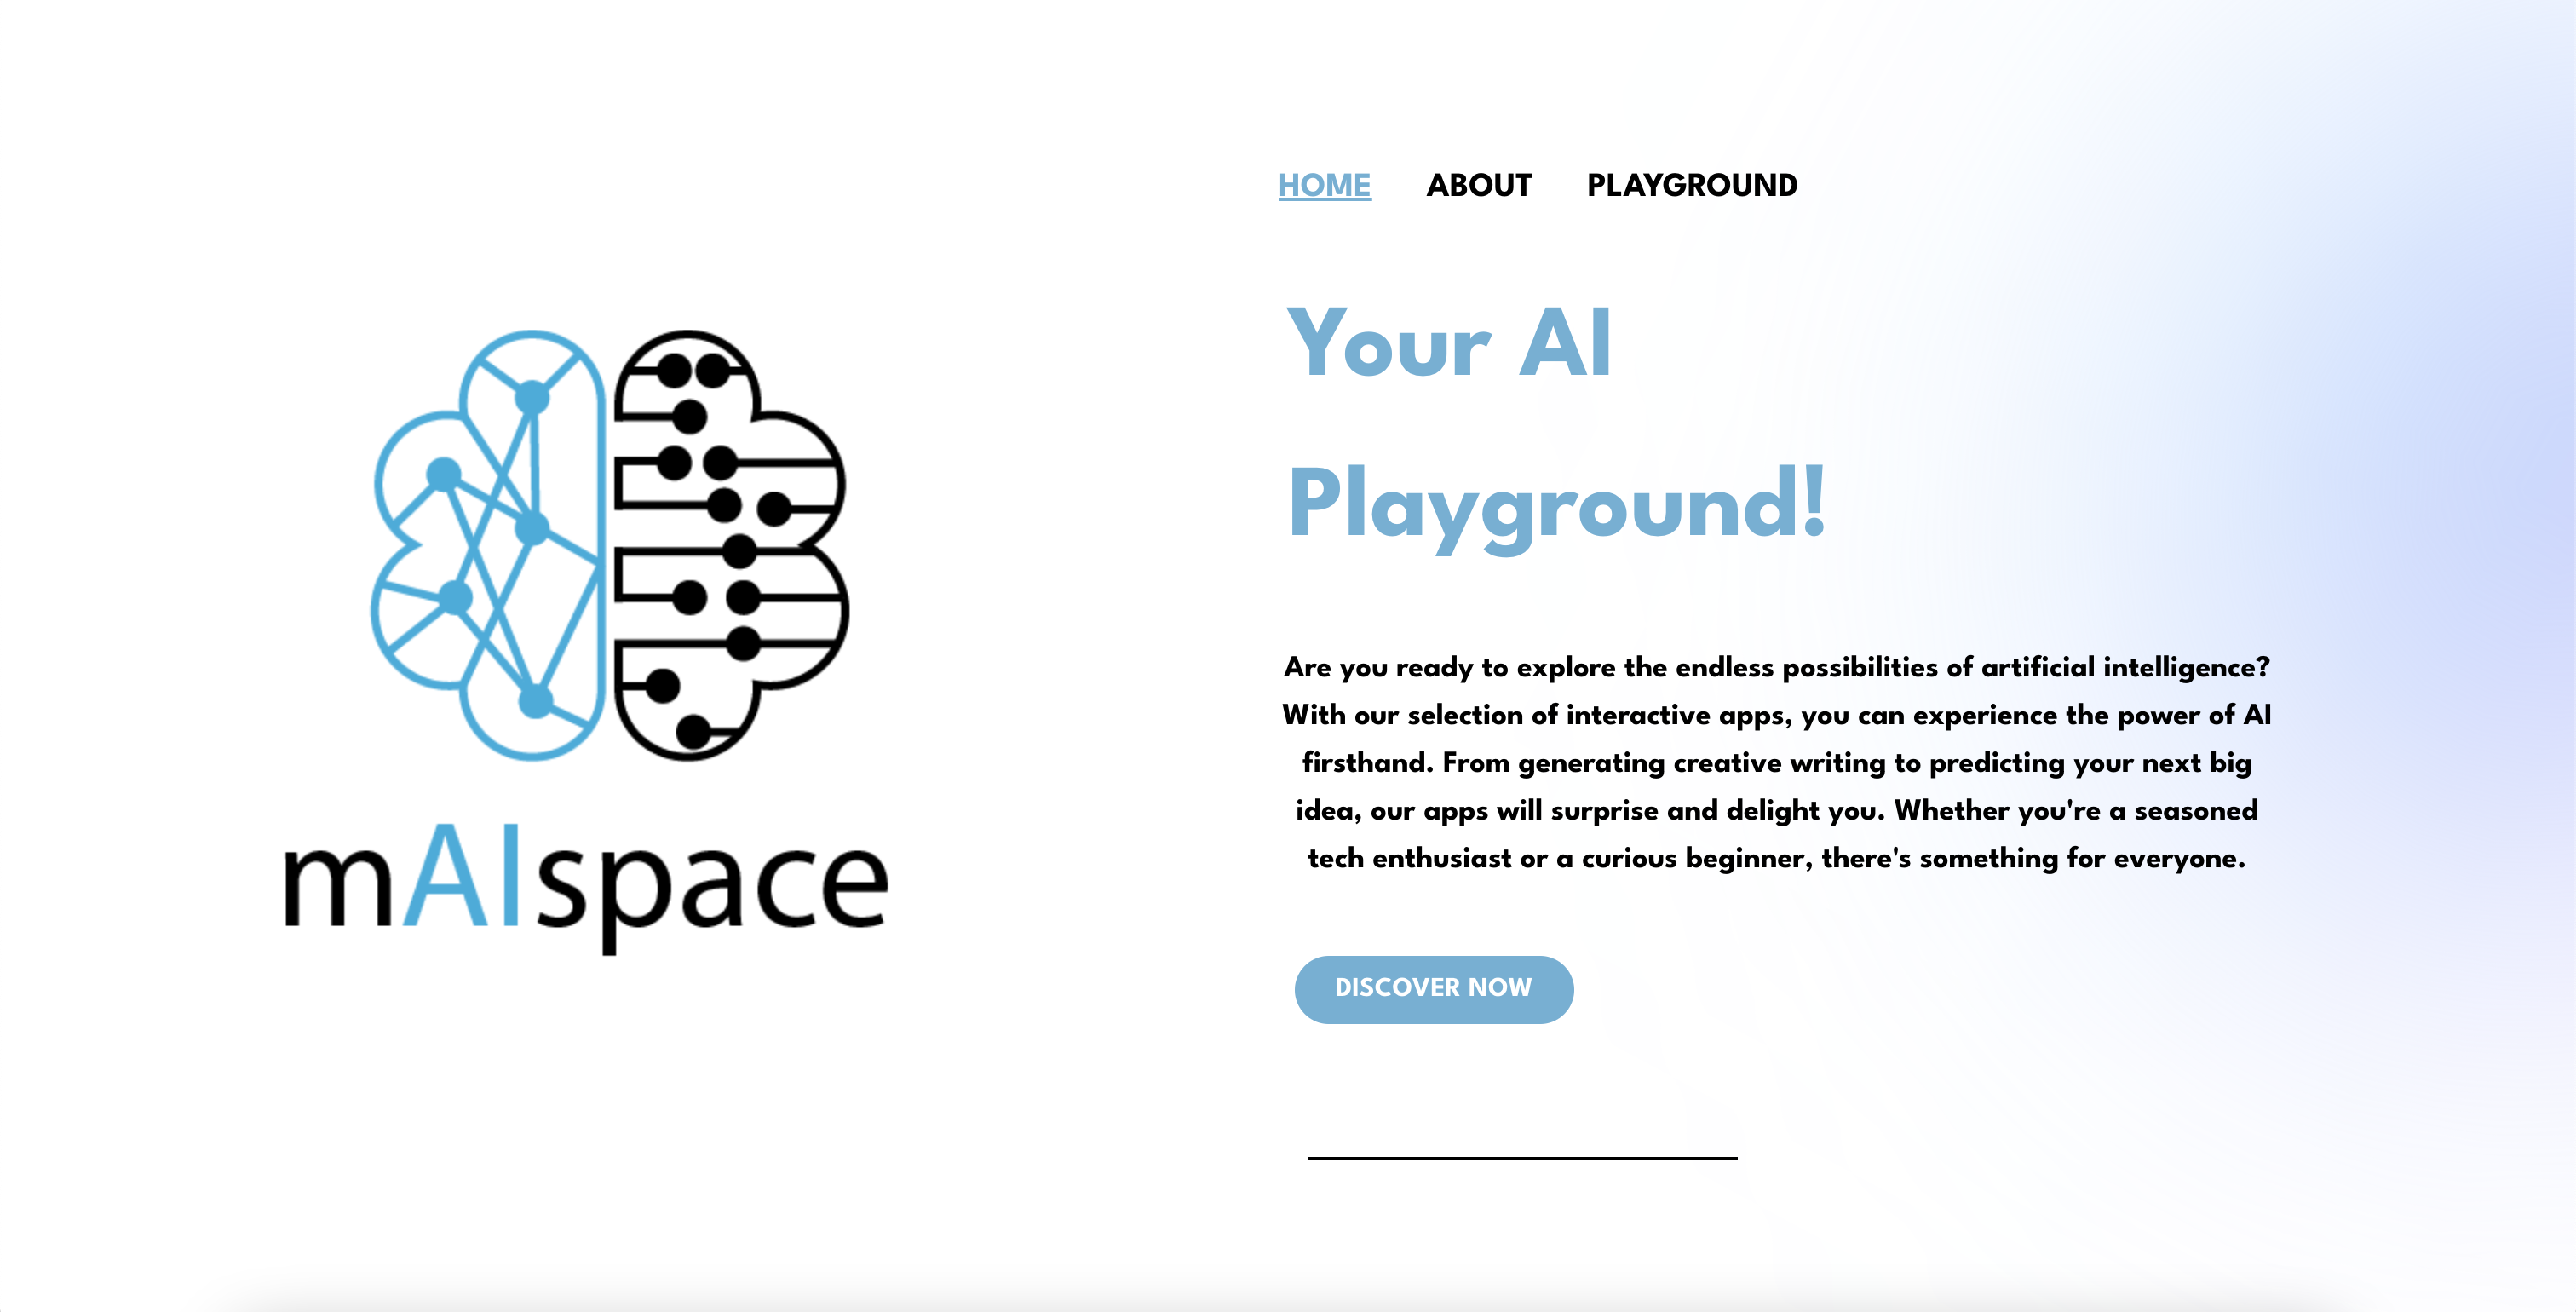 HOME ABOUT PLAYGROUND
Your AI
Playground!
Are you ready to explore the endless possibilities of artificial intelligence?
With our selection of interactive apps, you can experience the power of AI
firsthand. From generating creative writing to predicting your next big
idea, our apps will surprise and delight you. Whether you're a seasoned
tech enthusiast or a curious beginner, there's something for everyone.
DISCOVER NOW
mAIspace